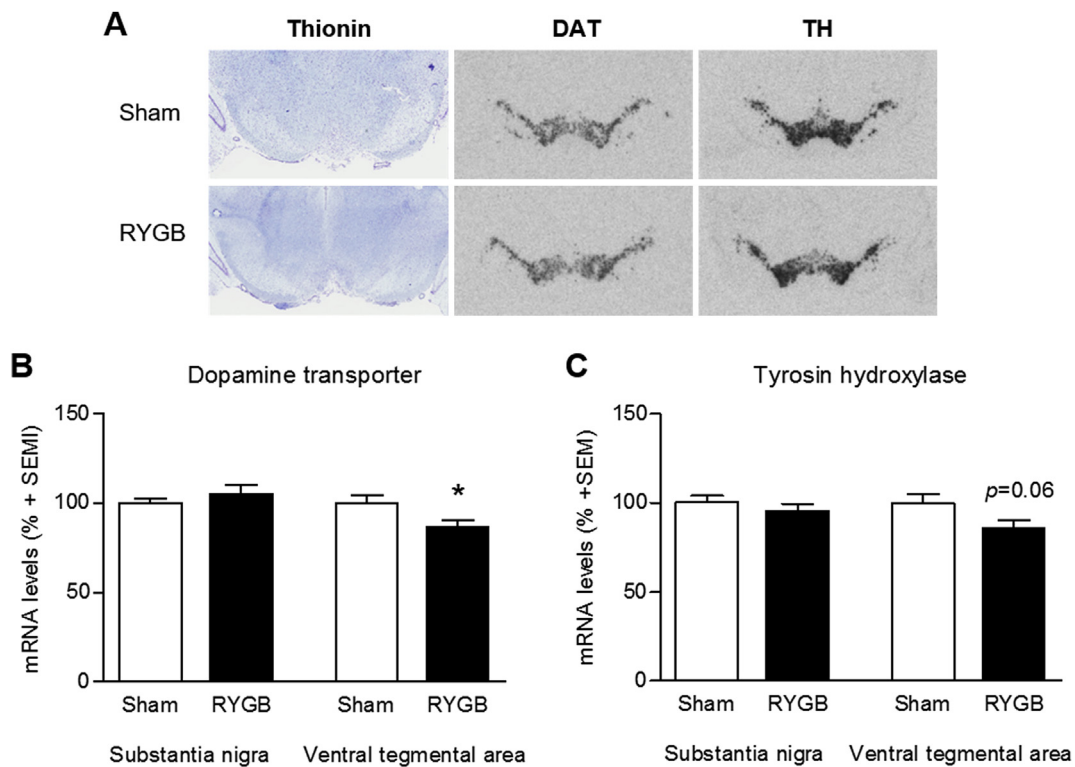 A
Thionin DAT TH
Sham
RYGB
B
Dopamine transporter
mRNA levels (% + SEMI)
150
100
50
0
*
Sham RYGB Sham RYGB
Substantia nigra Ventral tegmental area
C
Tyrosin hydroxylase
mRNA levels (% +SEM)
150
100
50
0
p=0.06
Sham RYGB Sham RYGB
Substantia nigra Ventral tegmental area